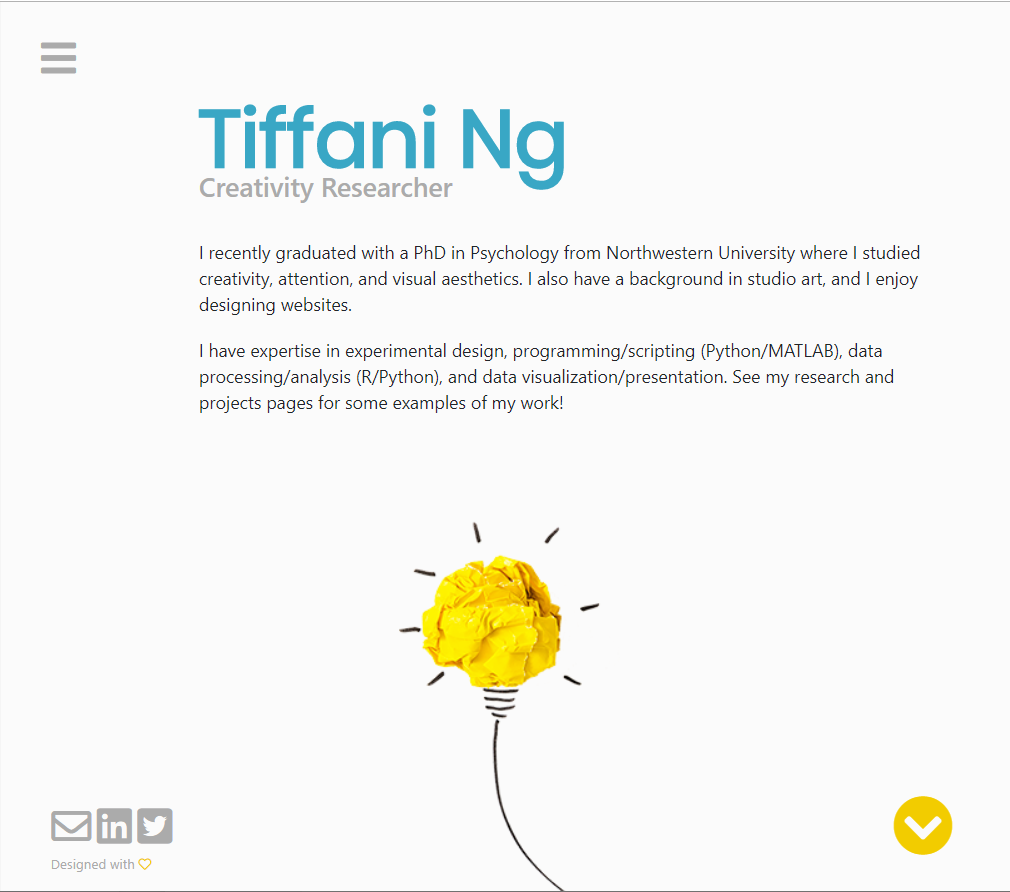 Tiffani Ng
Creativity Researcher
I recently graduated with a PhD in Psychology from Northwestern University where I studied
creativity, attention, and visual aesthetics. I also have a background in studio art, and I enjoy
designing websites.
I have expertise in experimental design, programming/scripting (Python/MATLAB), data
processing/analysis (R/Python), and data visualization/presentation. See my research and
projects pages for some examples of my work!
in
Designed with ♡